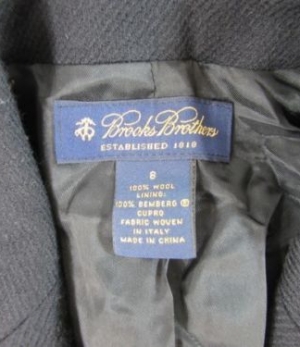 Brooks Brothers
ESTABLISHED 1818
8
100% WOOL
LINING:
100% BEMBERG ®
CUPRO
FABRIC WOVEN
IN ITALY
MADE IN CHINA